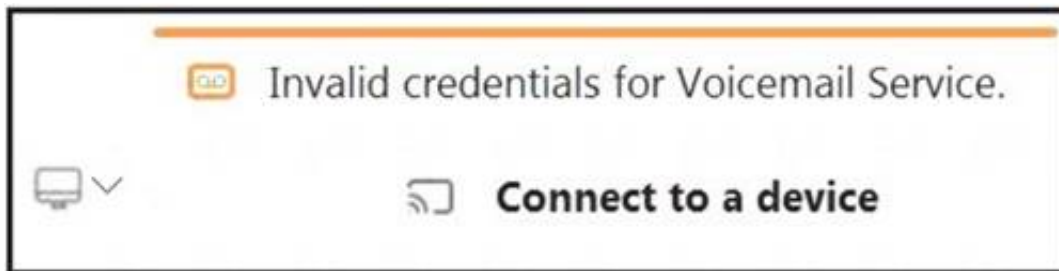 Invalid credentials for Voicemail Service.
Connect to a device